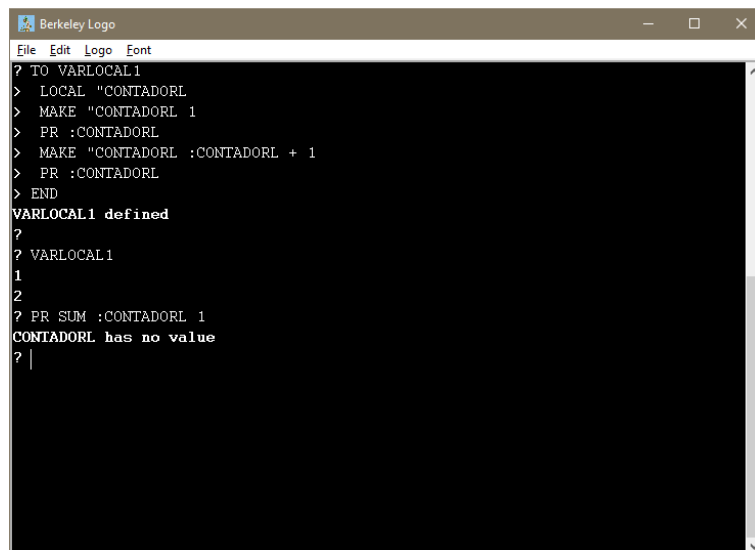 Berkeley Logo
File Edit Logo Font
? TO VARLOCAL1
>  LOCAL "CONTADORL
>  MAKE "CONTADORL 1
>  PR :CONTADORL
>  MAKE "CONTADORL :CONTADORL + 1
>  PR :CONTADORL
> END
VARLOCAL1 defined
?
? VARLOCAL1
1
2
? PR SUM :CONTADORL 1
CONTADORL has no value
?